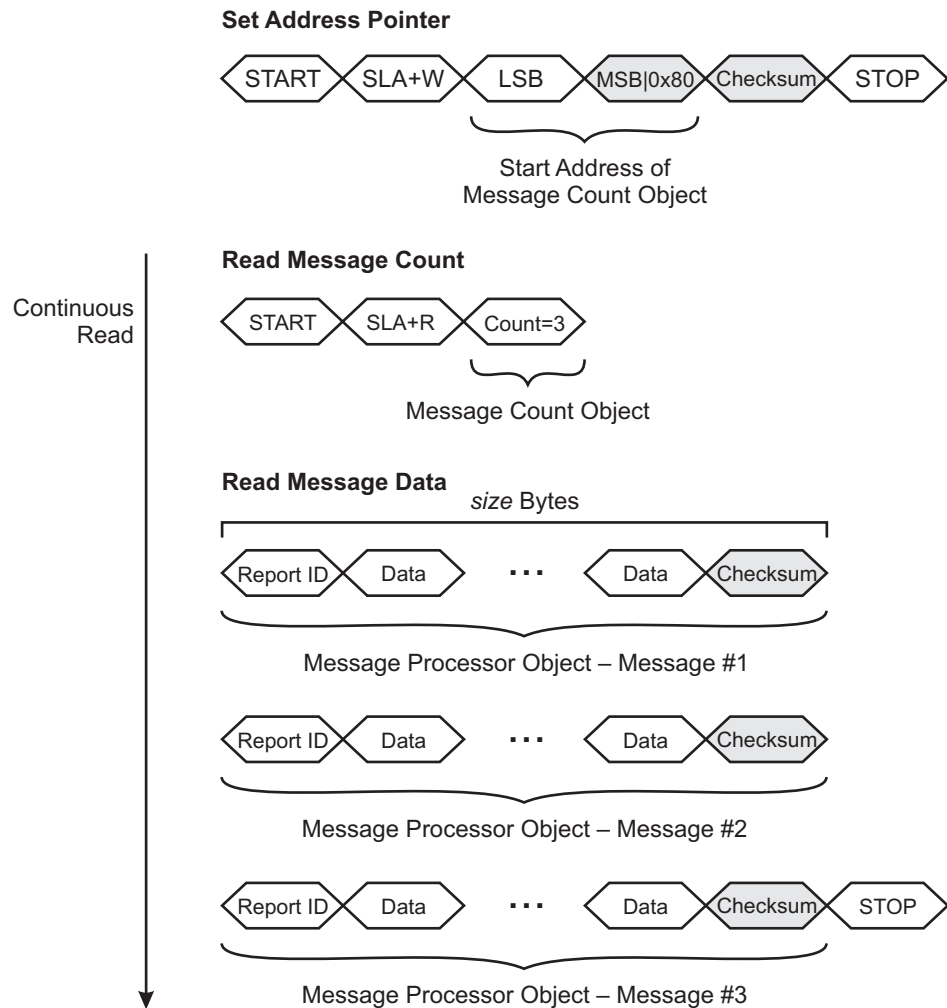 Set Address Pointer
START SLA+W LSB MSB|0x80 Checksum STOP
Start Address of
Message Count Object
Read Message Count
Continuous
Read
START SLA+R Count=3
Message Count Object
Read Message Data
size Bytes
Report ID Data ... Data Checksum
Message Processor Object – Message #1
Report ID Data ... Data Checksum
Message Processor Object – Message #2
Report ID Data ... Data Checksum STOP
Message Processor Object – Message #3